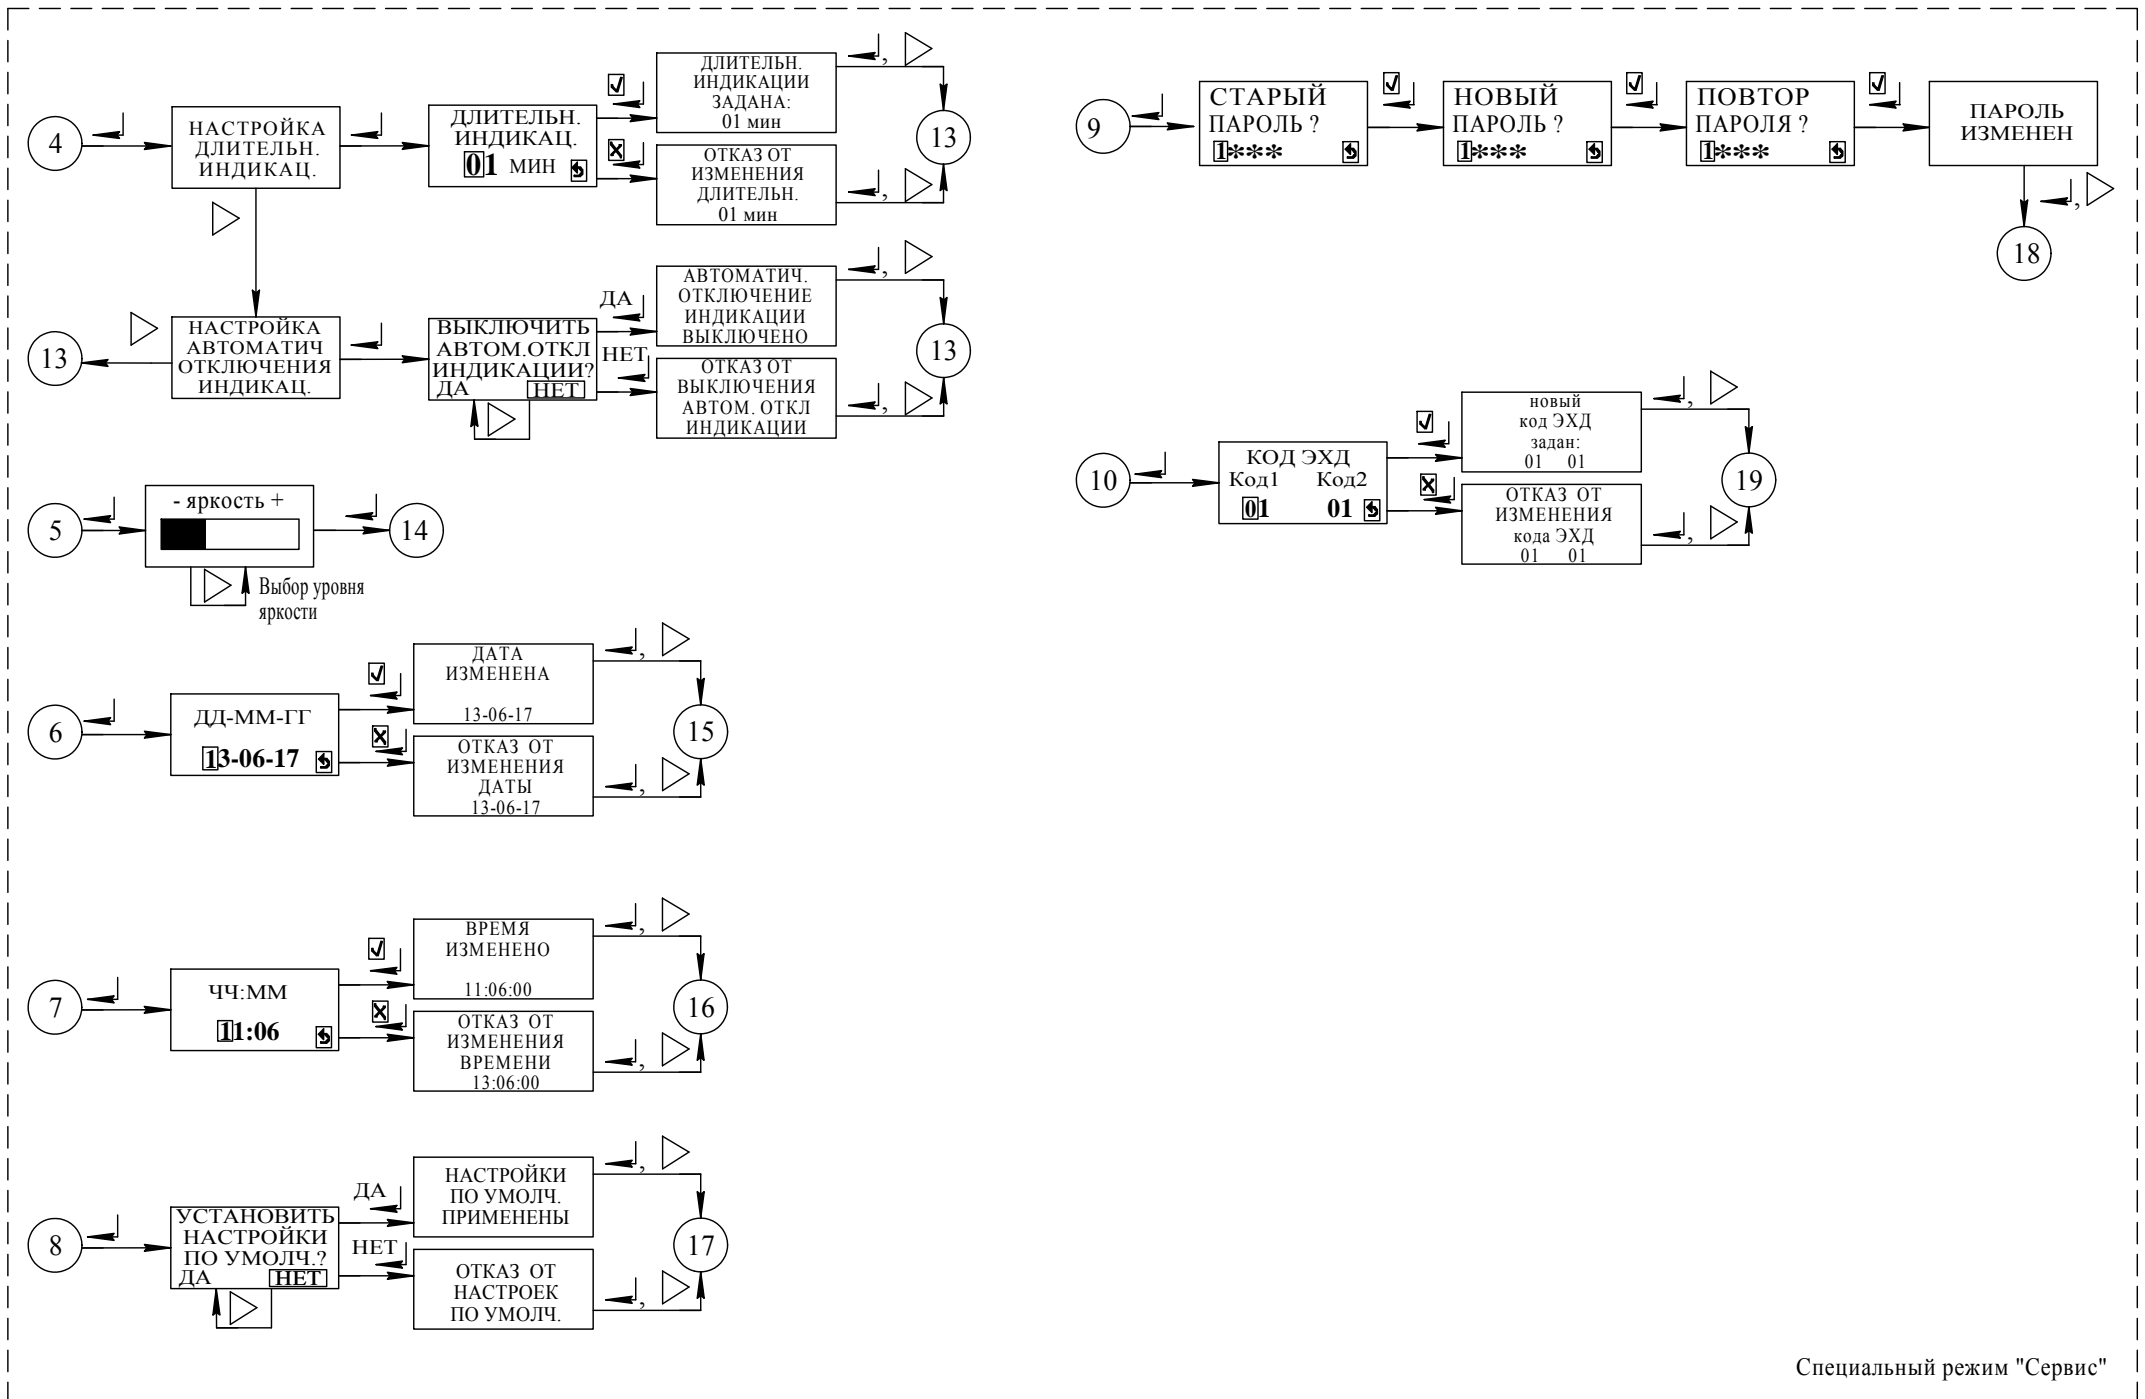 4
НАСТРОЙКА
ДЛИТЕЛЬН.
ИНДИКАЦ.
ДЛИТЕЛЬН.
ИНДИКАЦ.
01 МИН
ДЛИТЕЛЬН.
ИНДИКАЦИИ
ЗАДАНА:
01 мин
,
ОТКАЗ ОТ
ИЗМЕНЕНИЯ
ДЛИТЕЛЬН.
01 мин
,
13
13
НАСТРОЙКА
АВТОМАТИЧ
ОТКЛЮЧЕНИЯ
ИНДИКАЦ.
ВЫКЛЮЧИТЬ
АВТОМ.ОТКЛ
ИНДИКАЦИИ?
ДА НЕТ
ДА
АВТОМАТИЧ.
ОТКЛЮЧЕНИЕ
ИНДИКАЦИИ
ВЫКЛЮЧЕНО
,
НЕТ
ОТКАЗ ОТ
ВЫКЛЮЧЕНИЯ
АВТОМ. ОТКЛ
ИНДИКАЦИИ
,
13
5
- яркость +
14
Выбор уровня
яркости
6
ДД-ММ-ГГ
13-06-17
ДАТА
ИЗМЕНЕНА
13-06-17
,
ОТКАЗ ОТ
ИЗМЕНЕНИЯ
ДАТЫ
13-06-17
,
15
7
ЧЧ:ММ
11:06
ВРЕМЯ
ИЗМЕНЕНО
11:06:00
,
ОТКАЗ ОТ
ИЗМЕНЕНИЯ
ВРЕМЕНИ
13:06:00
,
16
8
УСТАНОВИТЬ
НАСТРОЙКИ
ПО УМОЛЧ.?
ДА НЕТ
ДА
НАСТРОЙКИ
ПО УМОЛЧ.
ПРИМЕНЕНЫ
,
НЕТ
ОТКАЗ ОТ
НАСТРОЕК
ПО УМОЛЧ.
,
17
9
СТАРЫЙ
ПАРОЛЬ ?
1***
НОВЫЙ
ПАРОЛЬ ?
1***
ПОВТОР
ПАРОЛЯ ?
1***
ПАРОЛЬ
ИЗМЕНЕН
,
18
10
КОД ЭХД
Код1 Код2
01 01
новый
код ЭХД
задан:
01 01
,
ОТКАЗ ОТ
ИЗМЕНЕНИЯ
кода ЭХД
01 01
,
19
Специальный режим "Сервис"